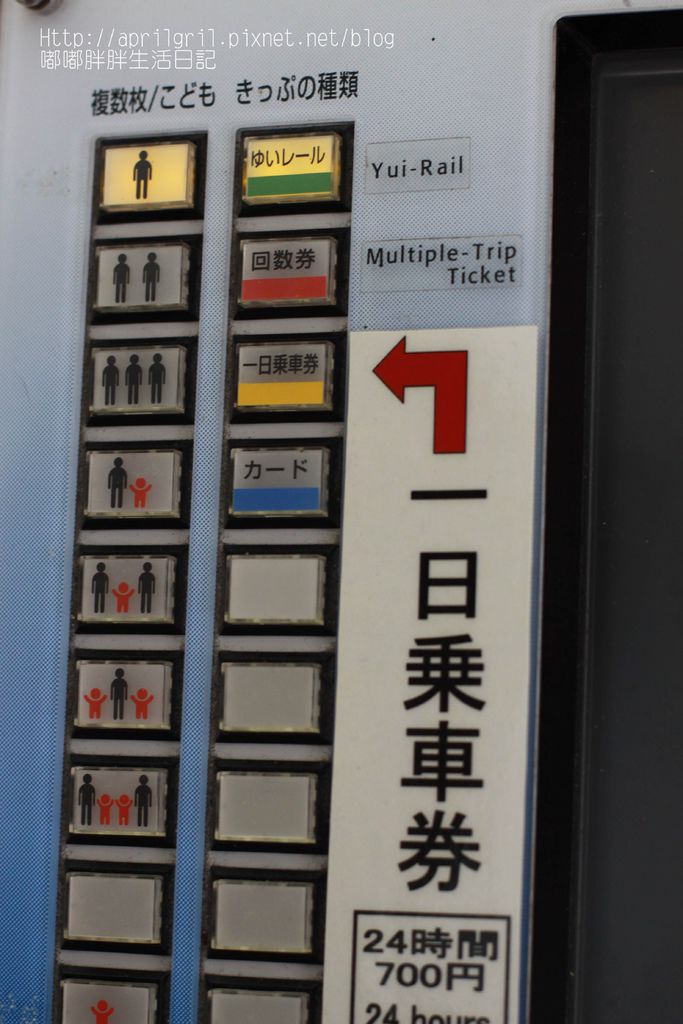 Http://aprilgril.pixnet.net/blog
嘟嘟胖胖生活日記
複数枚/こども きっぷの種類
ゆいレール
Yui-Rail
回数券
Multiple-Trip
Ticket
一日乗車券
カード
一日乗車券
24時間
700円
24 hours